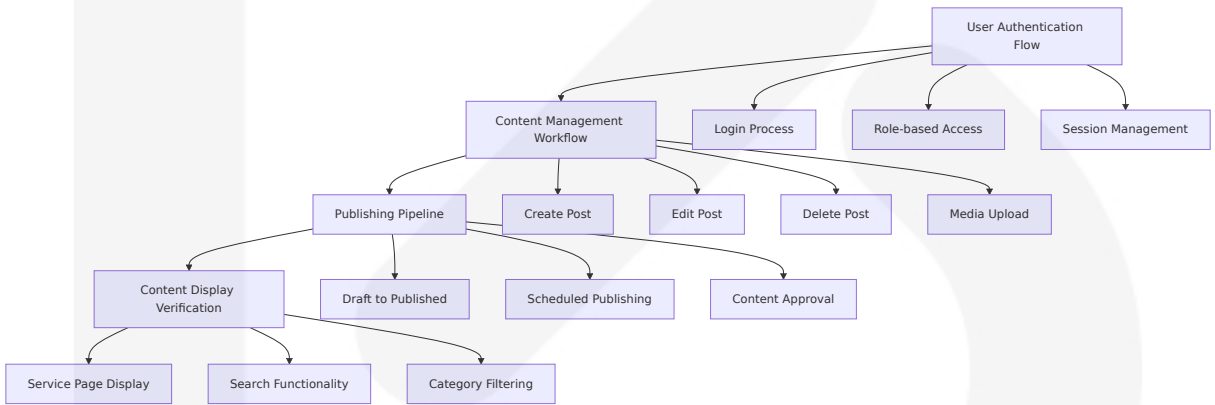 User Authentication
Flow
Content Management
Workflow
Login Process
Role-based Access
Session Management
Publishing Pipeline
Create Post
Edit Post
Delete Post
Media Upload
Content Display
Verification
Draft to Published
Scheduled Publishing
Content Approval
Service Page Display
Search Functionality
Category Filtering